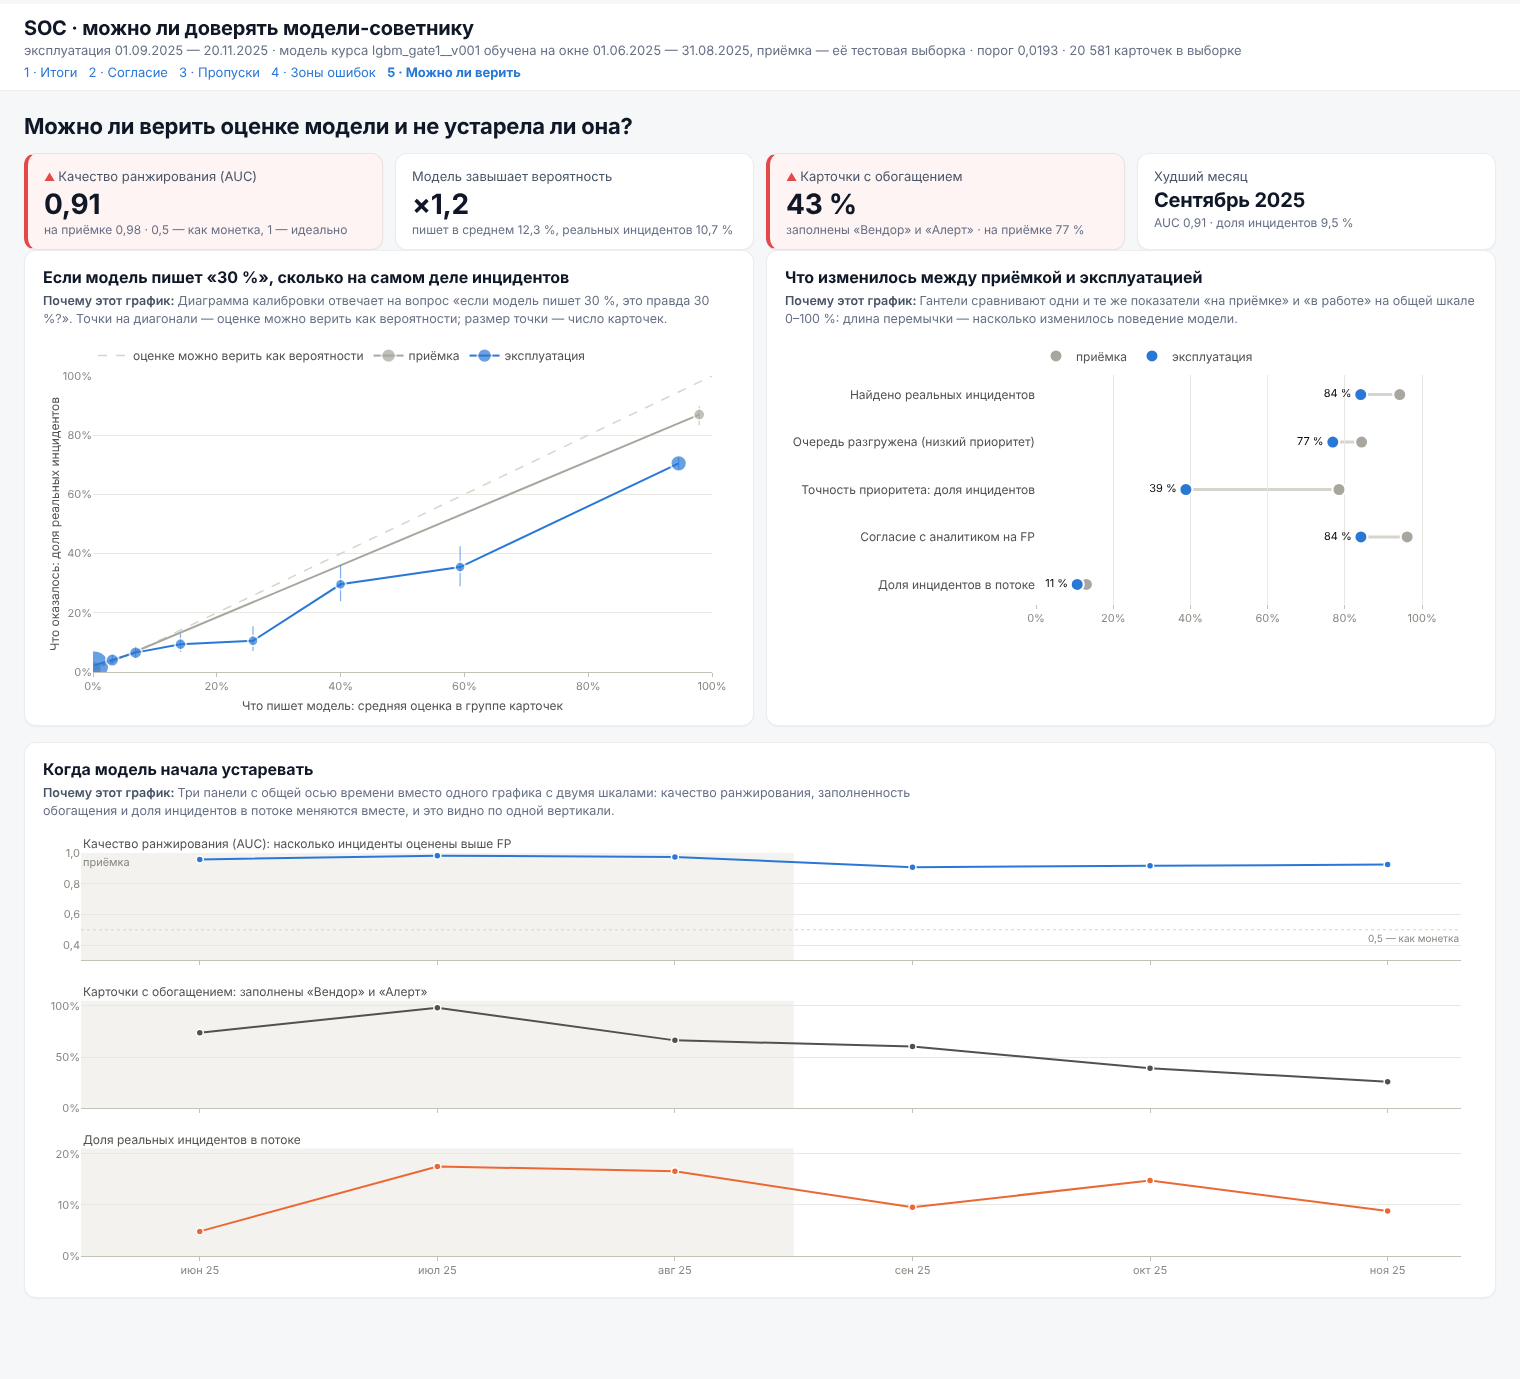 SOC · можно ли доверять модели-советнику
эксплуатация 01.09.2025 — 20.11.2025 · модель курса lgbm_gate1__v001 обучена на окне 01.06.2025 — 31.08.2025, приёмка — её тестовая выборка · порог 0,0193 · 20 581 карточек в выборке
1 · Итоги 2 · Согласие 3 · Пропуски 4 · Зоны ошибок 5 · Можно ли верить
Можно ли верить оценке модели и не устарела ли она?
▲ Качество ранжирования (AUC)
0,91
на приёмке 0,98 · 0,5 — как монетка, 1 — идеально
Модель завышает вероятность
×1,2
пишет в среднем 12,3 %, реальных инцидентов 10,7 %
▲ Карточки с обогащением
43 %
заполнены «Вендор» и «Алерт» · на приёмке 77 %
Худший месяц
Сентябрь 2025
AUC 0,91 · доля инцидентов 9,5 %
Если модель пишет «30 %», сколько на самом деле инцидентов
Почему этот график: Диаграмма калибровки отвечает на вопрос «если модель пишет 30 %, это правда 30
%?». Точки на диагонали — оценке можно верить как вероятности; размер точки — число карточек.
оценке можно верить как вероятности приёмка эксплуатация
Что оказалось: доля реальных инцидентов
100%
80%
60%
40%
20%
0%
0% 20% 40% 60% 80% 100%
Что пишет модель: средняя оценка в группе карточек
Что изменилось между приёмкой и эксплуатацией
Почему этот график: Гантели сравнивают одни и те же показатели «на приёмке» и «в работе» на общей шкале
0–100 %: длина перемычки — насколько изменилось поведение модели.
приёмка эксплуатация
Найдено реальных инцидентов 84 %
Очередь разгружена (низкий приоритет) 77 %
Точность приоритета: доля инцидентов 39 %
Согласие с аналитиком на FP 84 %
Доля инцидентов в потоке 11 %
0% 20% 40% 60% 80% 100%
Когда модель начала устаревать
Почему этот график: Три панели с общей осью времени вместо одного графика с двумя шкалами: качество ранжирования, заполненность
обогащения и доля инцидентов в потоке меняются вместе, и это видно по одной вертикали.
Качество ранжирования (AUC): насколько инциденты оценены выше FP
1,0
приёмка
0,8
0,6
0,4
0,5 — как монетка
Карточки с обогащением: заполнены «Вендор» и «Алерт»
100%
50%
0%
Доля реальных инцидентов в потоке
20%
10%
0%
июн 25 июл 25 авг 25 сен 25 окт 25 ноя 25